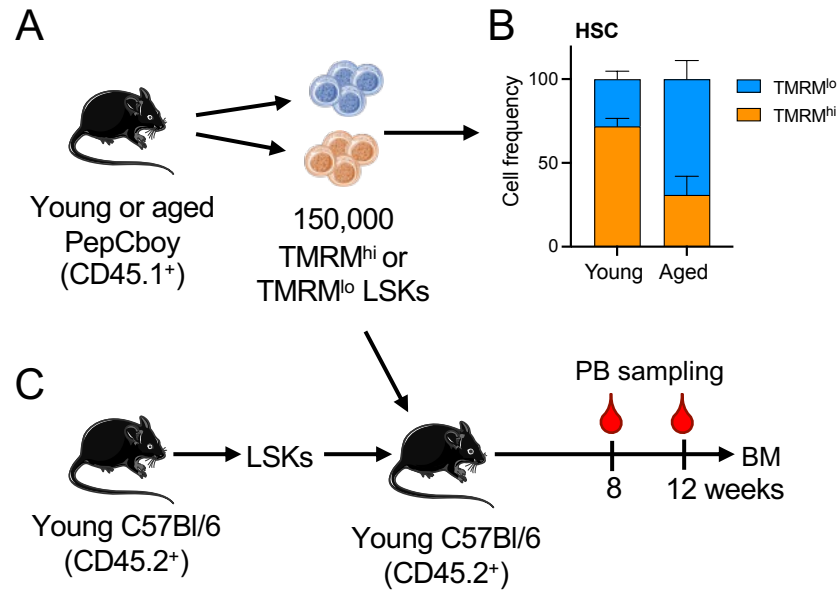 A
Young or aged
PepCboy
(CD45.1⁺)
150,000
TMRMʰⁱ or
TMRMˡᵒ LSKs
B
HSC
Cell frequency
100
50
0
Young
Aged
TMRMˡᵒ
TMRMʰⁱ
C
Young C57Bl/6
(CD45.2⁺)
LSKs
Young C57Bl/6
(CD45.2⁺)
PB sampling
8
12 weeks
BM